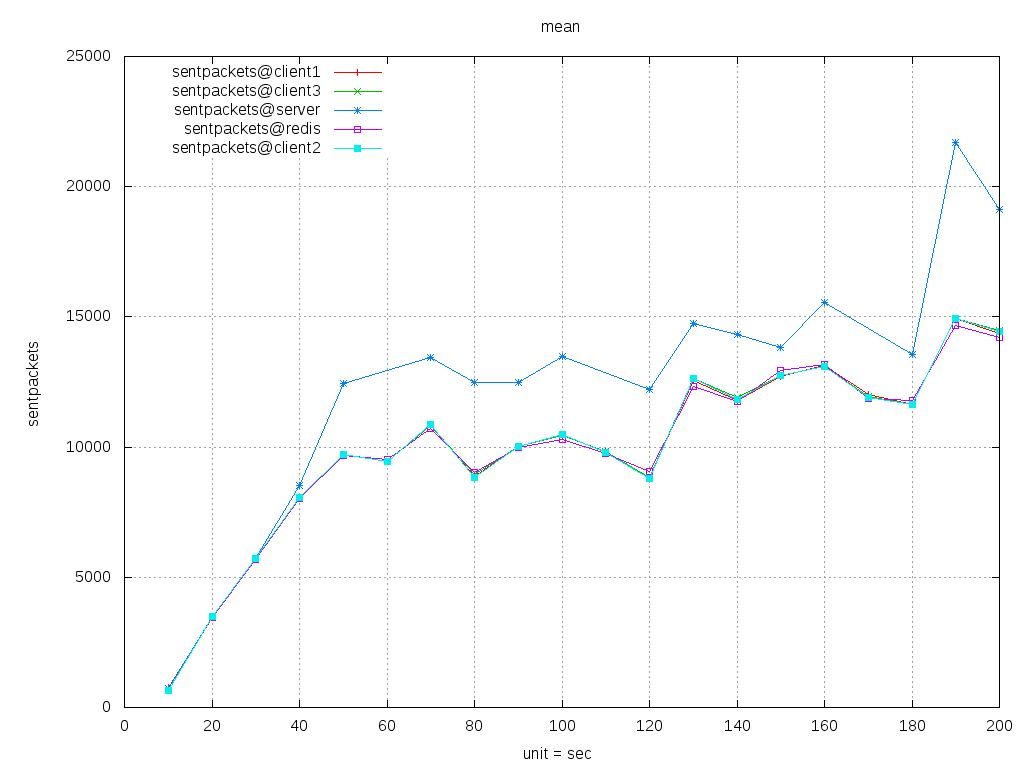 mean
25000
20000
15000
10000
5000
0
sentpackets
sentpackets@client1
sentpackets@client3
sentpackets@server
sentpackets@redis
sentpackets@client2
0 20 40 60 80 100 120 140 160 180 200
unit = sec